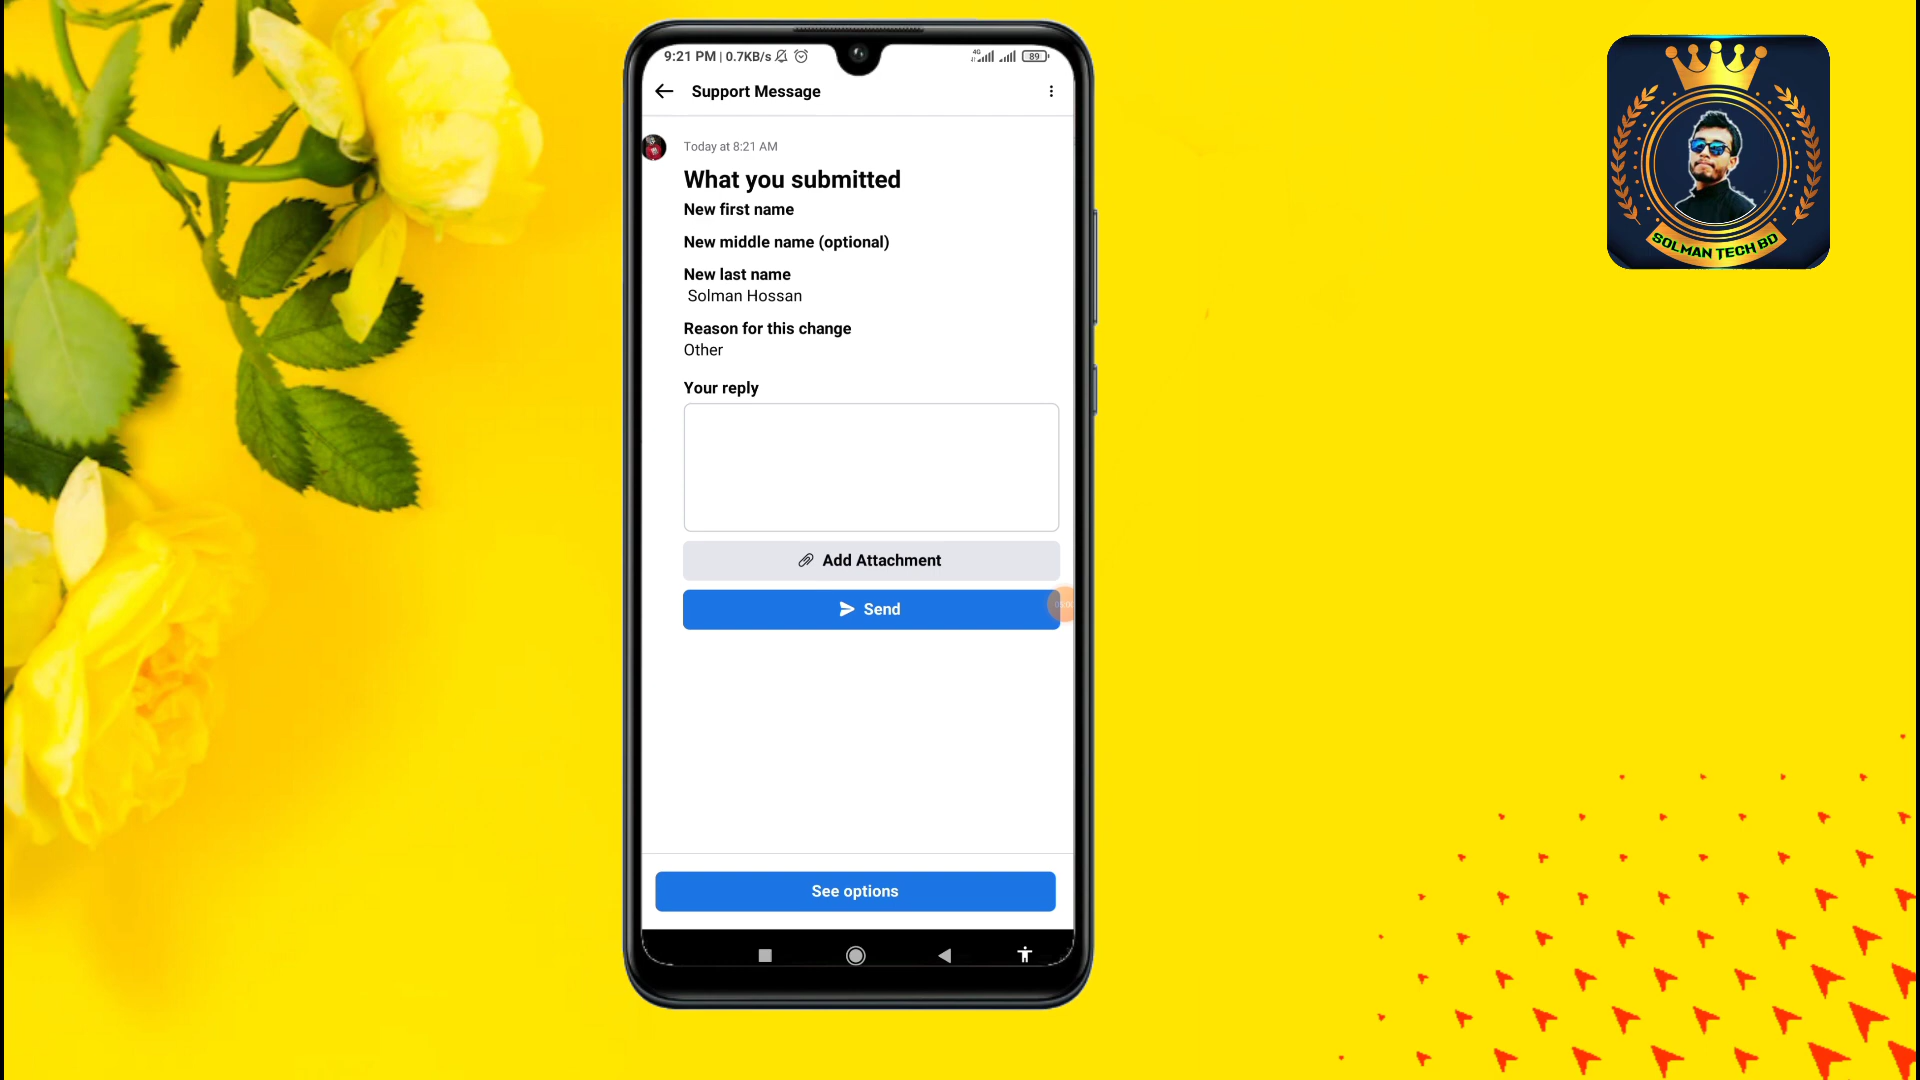 9:21 PM | 0.7KB/s
4G
89
Support Message
Today at 8:21 AM
What you submitted
New first name
New middle name (optional)
New last name
Solman Hossan
Reason for this change
Other
Your reply
Add Attachment
Send
See options
SOLMAN TECH BD